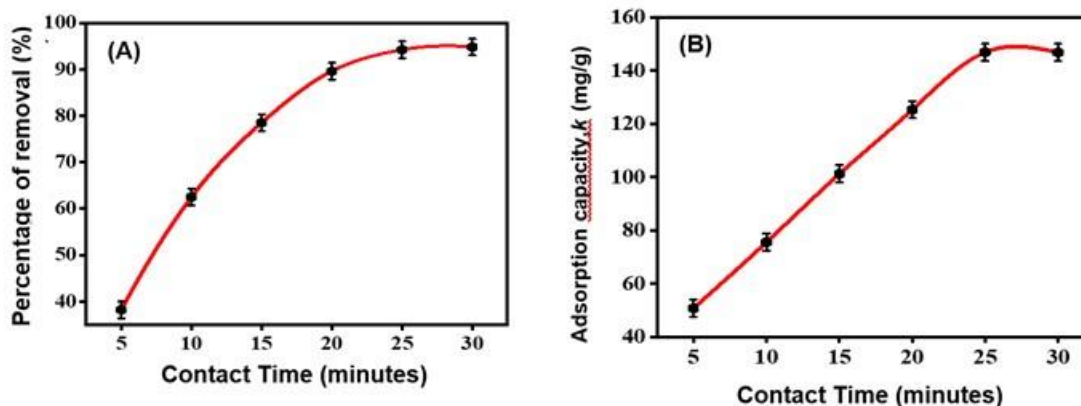 (A)
Percentage of removal (%)
100
90
80
70
60
50
40
5 10 15 20 25 30
Contact Time (minutes)
(B)
Adsorption capacity,k (mg/g)
160
140
120
100
80
60
40
5 10 15 20 25 30
Contact Time (minutes)